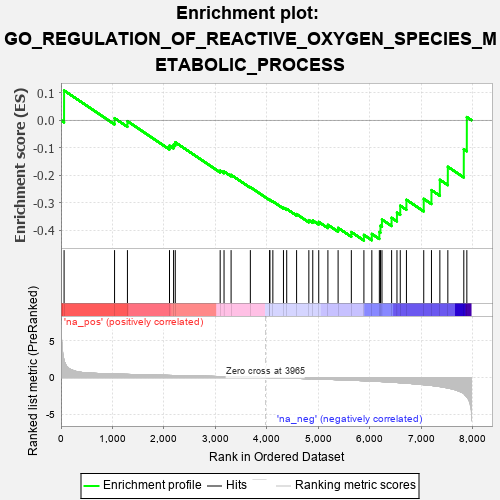 Enrichment plot:
GO_REGULATION_OF_REACTIVE_OXYGEN_SPECIES_M
ETABOLIC_PROCESS
Enrichment score (ES)
0.1
0.0
-0.1
-0.2
-0.3
-0.4
'na_pos' (positively correlated)
Ranked list metric (PreRanked)
5
0
-5
Zero cross at 3965
'na_neg' (negatively correlated)
0
1,000
2,000
3,000
4,000
5,000
6,000
7,000
8,000
Rank in Ordered Dataset
Enrichment profile
Hits
Ranking metric scores